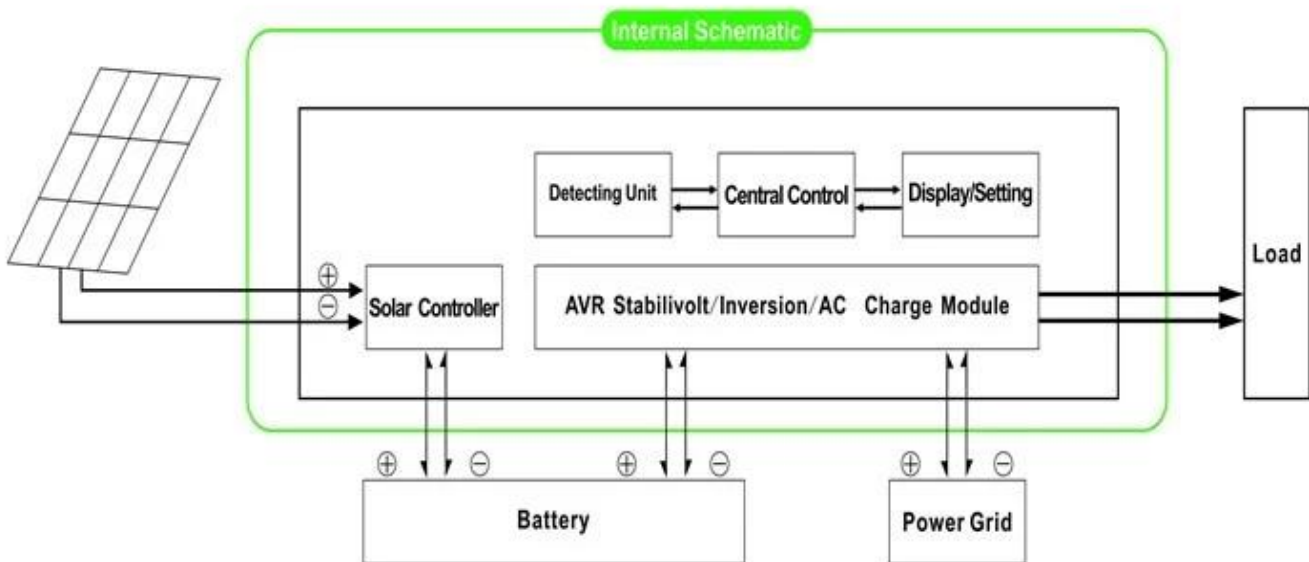 Internal Schematic
Detecting Unit
Central Control
Display/Setting
Load
+
−
Solar Controller
AVR Stabilivolt/Inversion/AC Charge Module
+ − + − + −
Battery
Power Grid